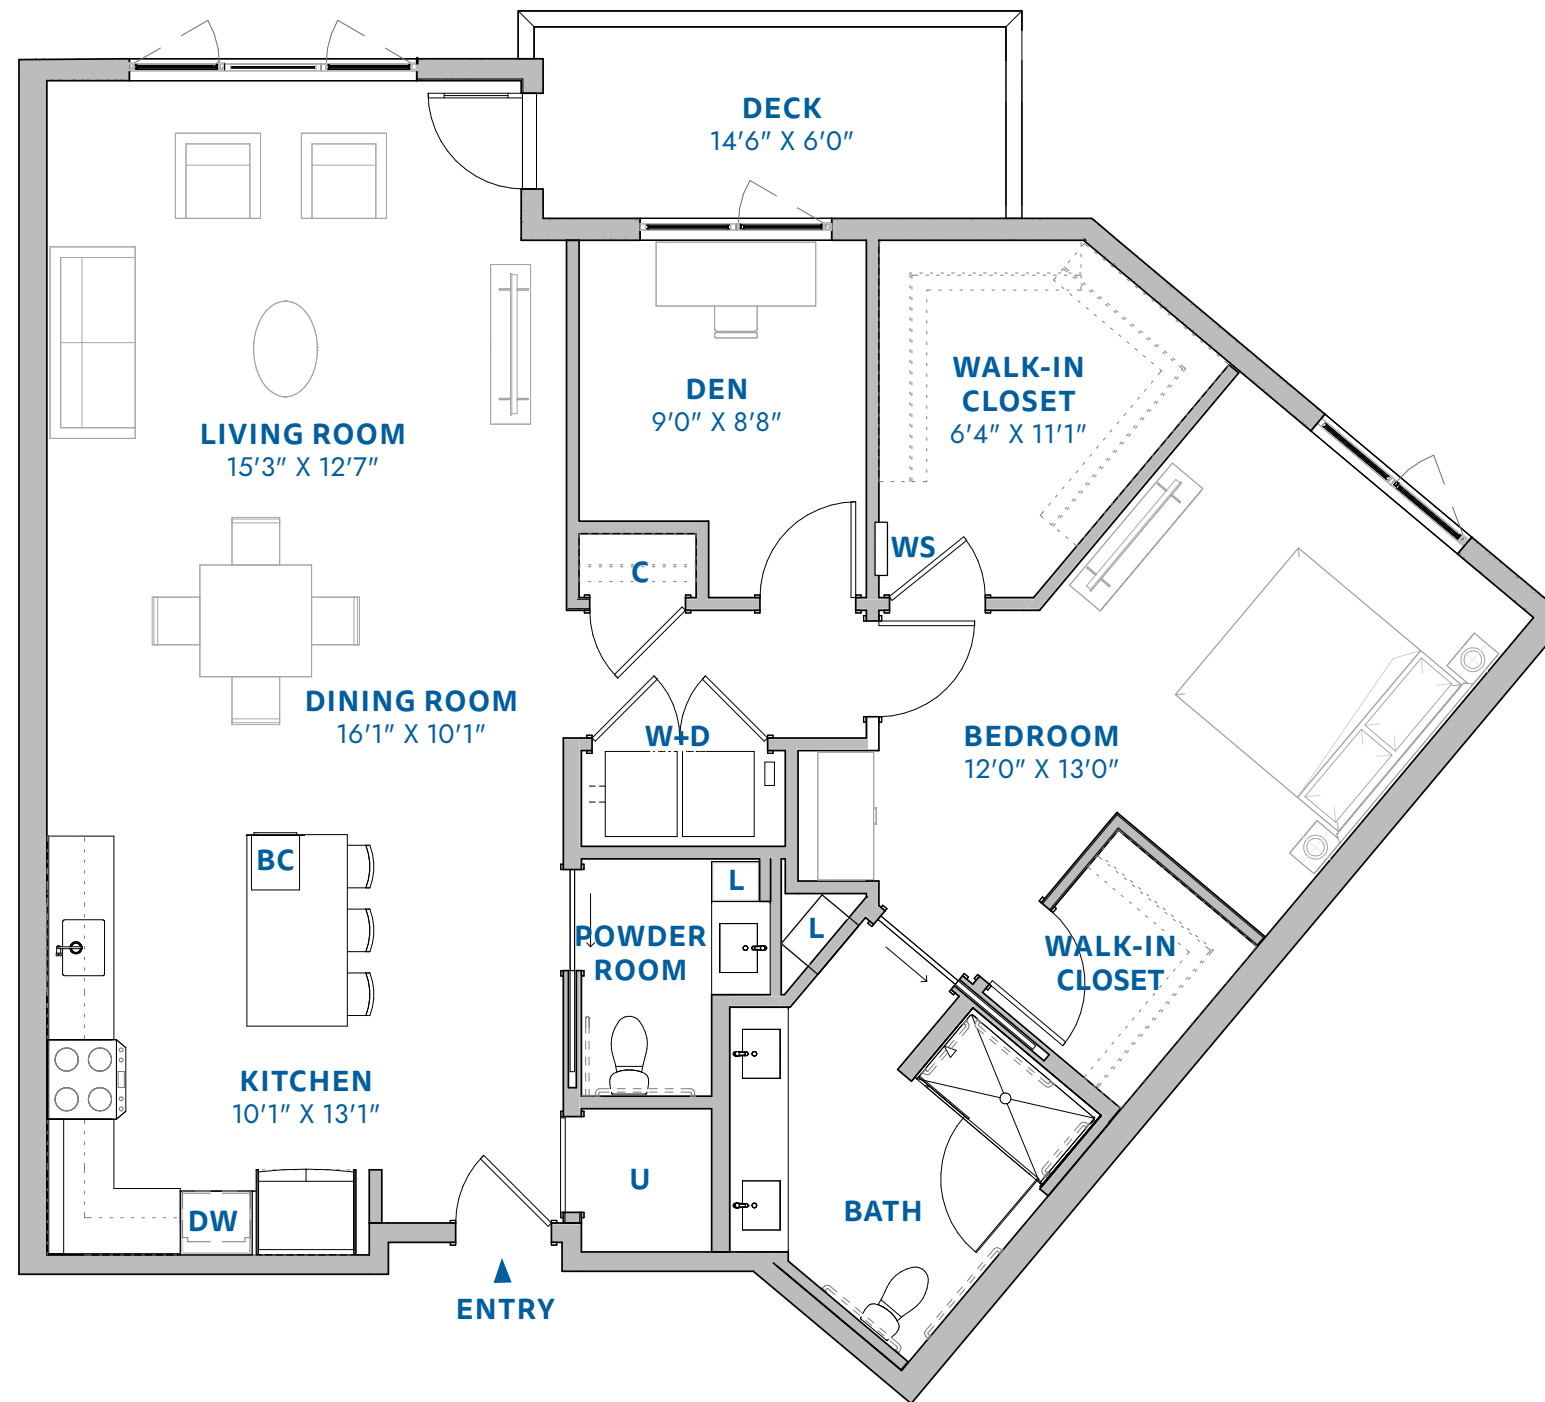 DECK
14'6" X 6'0"
WALK-IN
CLOSET
6'4" X 11'1"
DEN
9'0" X 8'8"
LIVING ROOM
15'3" X 12'7"
WS
C
DINING ROOM
16'1" X 10'1"
W+D
BEDROOM
12'0" X 13'0"
BC
L
POWDER
ROOM
L
WALK-IN
CLOSET
KITCHEN
10'1" X 13'1"
U
DW
BATH
ENTRY